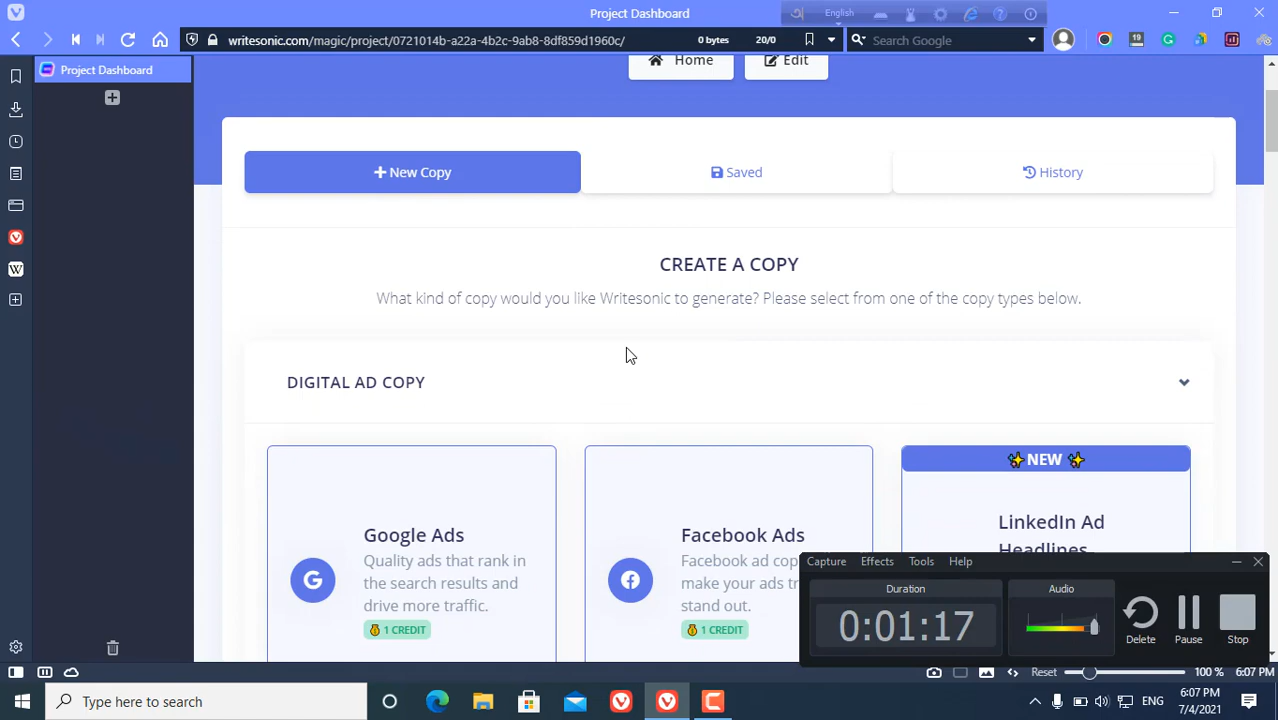 Project Dashboard
English
writesonic.com/magic/project/0721014b-a22a-4b2c-9ab8-8df859d1960c/
0 bytes
20/0
Search Google
Project Dashboard
Home
Edit
New Copy
Saved
History
CREATE A COPY
What kind of copy would you like Writesonic to generate? Please select from one of the copy types below.
DIGITAL AD COPY
NEW
Google Ads
Quality ads that rank in
the search results and
drive more traffic.
1 CREDIT
Facebook Ads
Facebook ad cop
make your ads tr
stand out.
1 CREDIT
LinkedIn Ad
Headlines
Capture
Effects
Tools
Help
Duration
0:01:17
Audio
Delete
Pause
Stop
Reset
100 %
6:07 PM
Type here to search
ENG
6:07 PM
7/4/2021